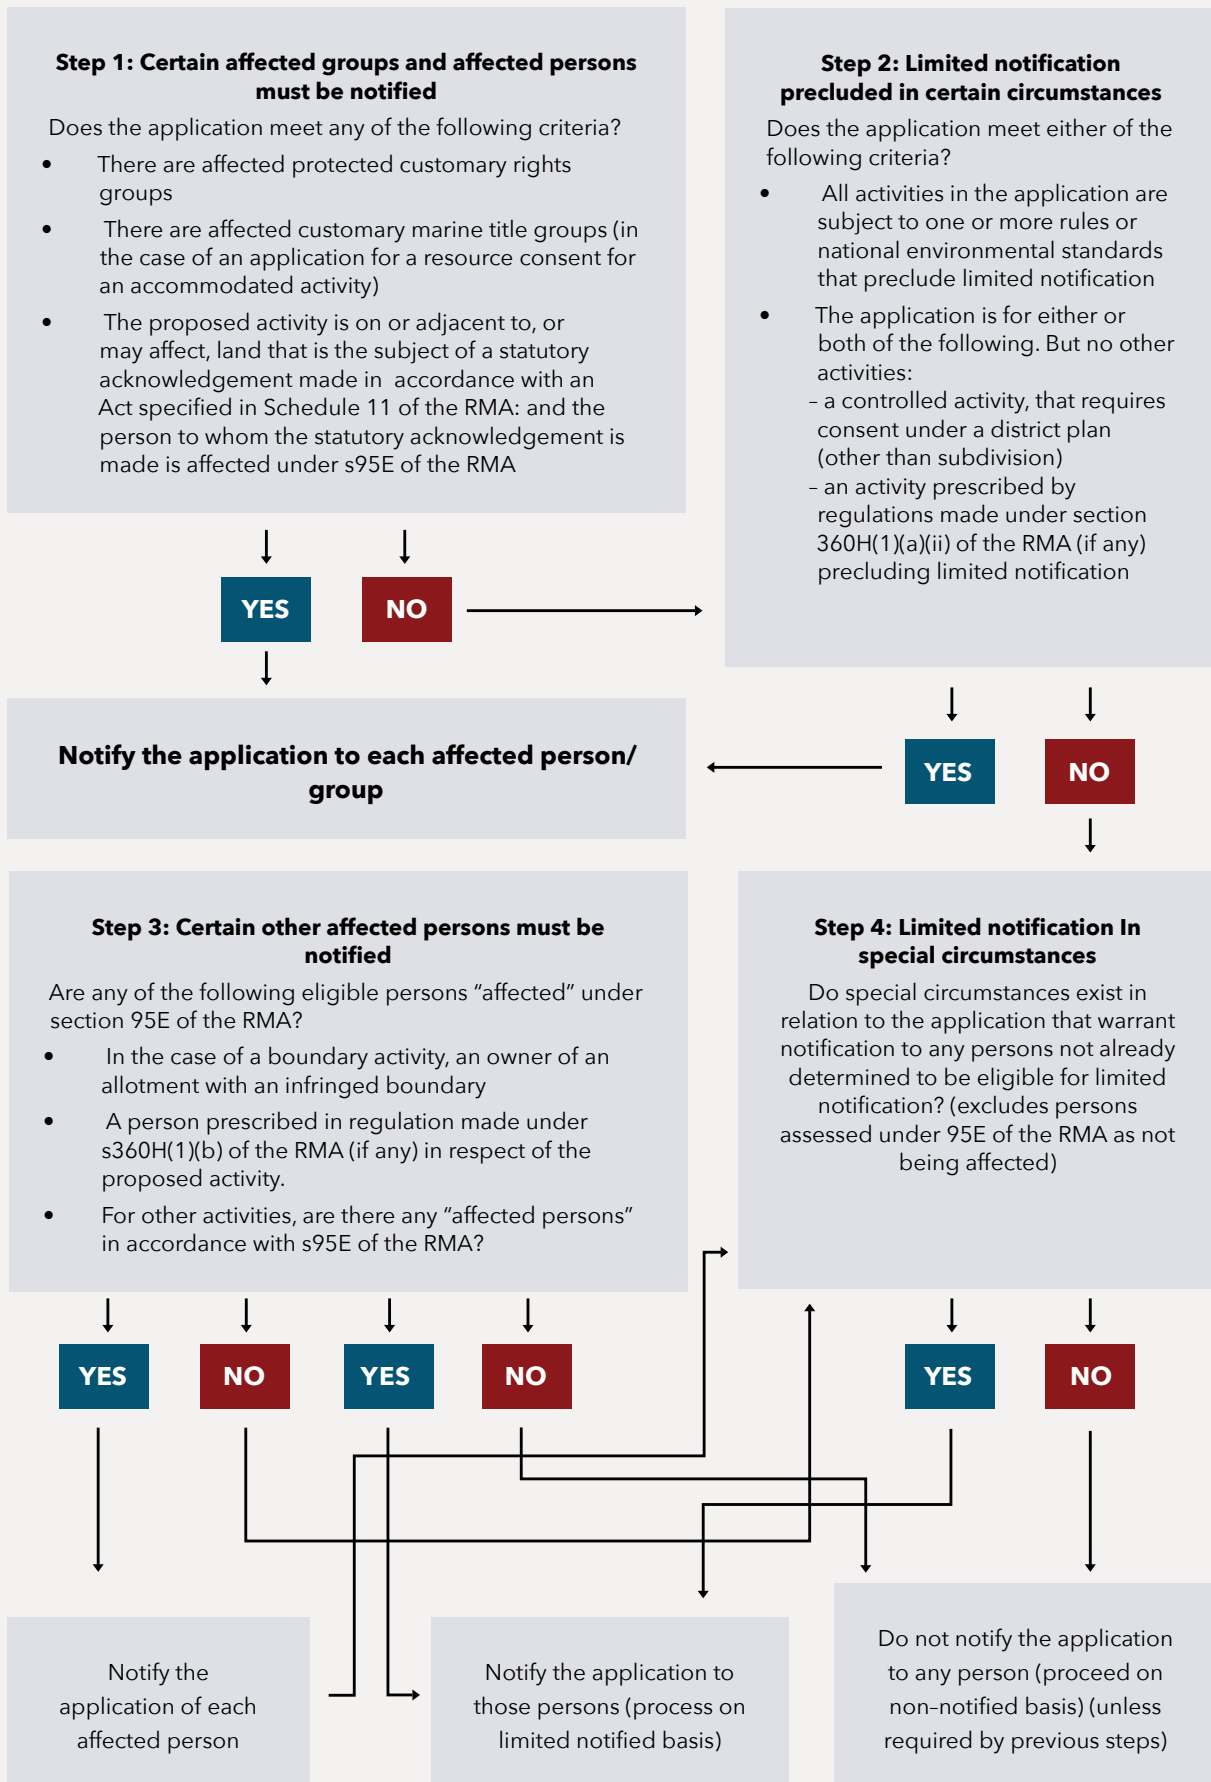 Step 1: Certain affected groups and affected persons
must be notified
Does the application meet any of the following criteria?
• There are affected protected customary rights
groups
• There are affected customary marine title groups (in
the case of an application for a resource consent for
an accommodated activity)
• The proposed activity is on or adjacent to, or
may affect, land that is the subject of a statutory
acknowledgement made in accordance with an
Act specified in Schedule 11 of the RMA: and the
person to whom the statutory acknowledgement is
made is affected under s95E of the RMA
YES
NO
Step 2: Limited notification
precluded in certain circumstances
Does the application meet either of the
following criteria?
• All activities in the application are
subject to one or more rules or
national environmental standards
that preclude limited notification
• The application is for either or
both of the following. But no other
activities:
– a controlled activity, that requires
consent under a district plan
(other than subdivision)
– an activity prescribed by
regulations made under section
360H(1)(a)(ii) of the RMA (if any)
precluding limited notification
YES
NO
Notify the application to each affected person/
group
Step 3: Certain other affected persons must be
notified
Are any of the following eligible persons “affected” under
section 95E of the RMA?
• In the case of a boundary activity, an owner of an
allotment with an infringed boundary
• A person prescribed in regulation made under
s360H(1)(b) of the RMA (if any) in respect of the
proposed activity.
• For other activities, are there any “affected persons”
in accordance with s95E of the RMA?
YES
NO
YES
NO
Step 4: Limited notification In
special circumstances
Do special circumstances exist in
relation to the application that warrant
notification to any persons not already
determined to be eligible for limited
notification? (excludes persons
assessed under 95E of the RMA as not
being affected)
YES
NO
Notify the
application of each
affected person
Notify the application to
those persons (process on
limited notified basis)
Do not notify the application
to any person (proceed on
non–notified basis) (unless
required by previous steps)